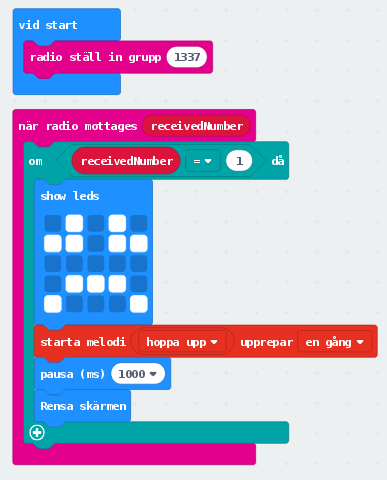 vid start
radio ställ in grupp 1337
när radio mottages receivedNumber
om receivedNumber = 1 då
show leds
starta melodi hoppa upp upprepar en gång
pausa (ms) 1000
Rensa skärmen